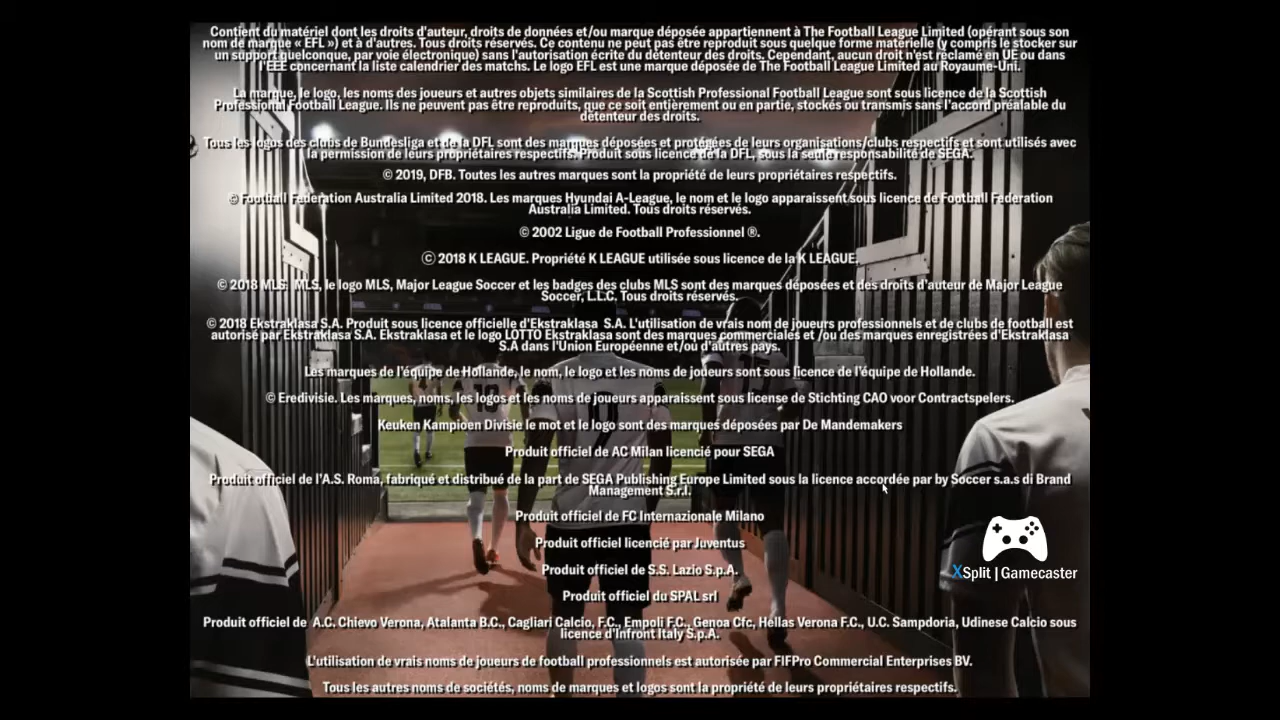 Contient du matériel dont les droits d'auteur, droits de données et/ou marque déposée appartiennent à The Football League Limited (opérant sous son
nom de marque « EFL ») et à d'autres. Tous droits réservés. Ce contenu ne peut pas être reproduit sous quelque forme matérielle (y compris le stocker sur
un support quelconque, par voie électronique) sans l'autorisation écrite du détenteur des droits. Cependant, aucun droit n'est réclamé en UE ou dans
l'EEE concernant la liste calendrier des matchs. Le logo EFL est une marque déposée de The Football League Limited au Royaume-Uni.
La marque, le logo, les noms des joueurs et autres objets similaires de la Scottish Professional Football League sont sous licence de la Scottish
Professional Football League. Ils ne peuvent pas être reproduits, que ce soit entièrement ou en partie, stockés ou transmis sans l'accord préalable du
détenteur des droits.
Tous les logos des clubs de Bundesliga et de la DFL sont des marques déposées et protégées de leurs organisations/clubs respectifs et sont utilisés avec
la permission de leurs propriétaires respectifs. Produit sous licence de la DFL, sous la seule responsabilité de SEGA.
© 2019, DFB. Toutes les autres marques sont la propriété de leurs propriétaires respectifs.
© Football Federation Australia Limited 2018. Les marques Hyundai A-League, le nom et le logo apparaissent sous licence de Football Federation
Australia Limited. Tous droits réservés.
© 2002 Ligue de Football Professionnel ®.
© 2018 K LEAGUE. Propriété K LEAGUE utilisée sous licence de la K LEAGUE.
© 2018 MLS. MLS, le logo MLS, Major League Soccer et les badges des clubs MLS sont des marques déposées et des droits d'auteur de Major League
Soccer, L.L.C. Tous droits réservés.
© 2018 Ekstraklasa S.A. Produit sous licence officielle d'Ekstraklasa S.A. L'utilisation de vrais nom de joueurs professionnels et de clubs de football est
autorisé par Ekstraklasa S.A. Ekstraklasa et le logo LOTTO Ekstraklasa sont des marques commerciales et /ou des marques enregistrées d'Ekstraklasa
S.A dans l'Union Européenne et/ou d'autres pays.
Les marques de l'équipe de Hollande, le nom, le logo et les noms de joueurs sont sous licence de l'équipe de Hollande.
© Eredivisie. Les marques, noms, les logos et les noms de joueurs apparaissent sous license de Stichting CAO voor Contractspelers.
Keuken Kampioen Divisie le mot et le logo sont des marques déposées par De Mandemakers
Produit officiel de AC Milan licencié pour SEGA
Produit officiel de l'A.S. Roma, fabriqué et distribué de la part de SEGA Publishing Europe Limited sous la licence accordée par by Soccer s.a.s di Brand
Management S.r.l.
Produit officiel de FC Internazionale Milano
Produit officiel licencié par Juventus
Produit officiel de S.S. Lazio S.p.A.
Produit officiel du SPAL srl
Produit officiel de A.C. Chievo Verona, Atalanta B.C., Cagliari Calcio, F.C., Empoli F.C., Genoa Cfc, Hellas Verona F.C., U.C. Sampdoria, Udinese Calcio sous
licence d'Infront Italy S.p.A.
L'utilisation de vrais noms de joueurs de football professionnels est autorisée par FIFPro Commercial Enterprises BV.
Tous les autres noms de sociétés, noms de marques et logos sont la propriété de leurs propriétaires respectifs.
XSplit | Gamecaster